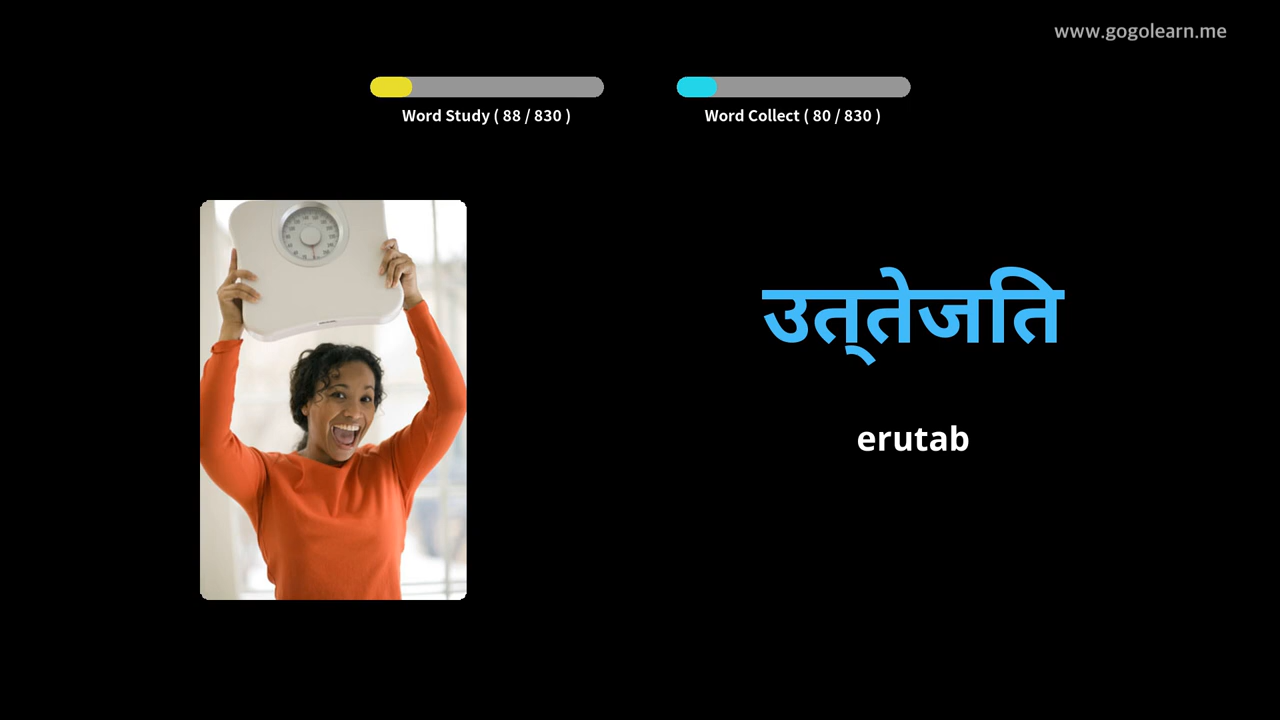 www.gogolearn.me
Word Study ( 88 / 830 )
Word Collect ( 80 / 830 )
उत्‌तेजति
erutab